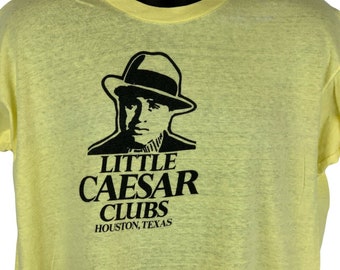 LITTLE
CAESAR
CLUBS
HOUSTON, TEXAS